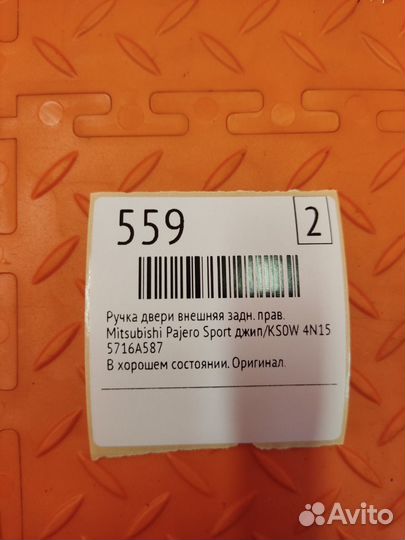 559
2
Ручка двери внешняя задн. прав.
Mitsubishi Pajero Sport джип/KS0W 4N15
5716A587
В хорошем состоянии. Оригинал.
Avito